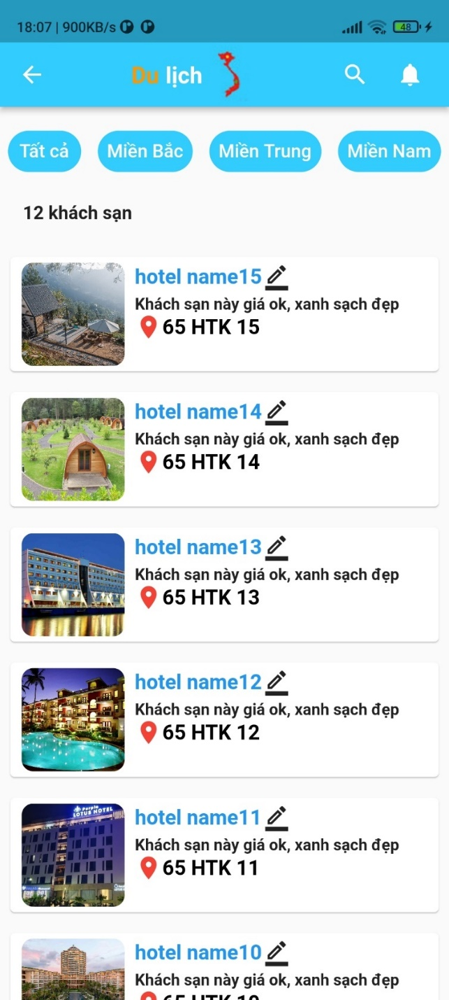 18:07 | 900KB/s
48
Du lịch
Tất cả Miền Bắc Miền Trung Miền Nam
12 khách sạn
hotel name15
Khách sạn này giá ok, xanh sạch đẹp
65 HTK 15
hotel name14
Khách sạn này giá ok, xanh sạch đẹp
65 HTK 14
hotel name13
Khách sạn này giá ok, xanh sạch đẹp
65 HTK 13
hotel name12
Khách sạn này giá ok, xanh sạch đẹp
65 HTK 12
Purple
LOTUS HOTEL
hotel name11
Khách sạn này giá ok, xanh sạch đẹp
65 HTK 11
hotel name10
Khách sạn này giá ok, xanh sạch đẹp
65 HTK 10